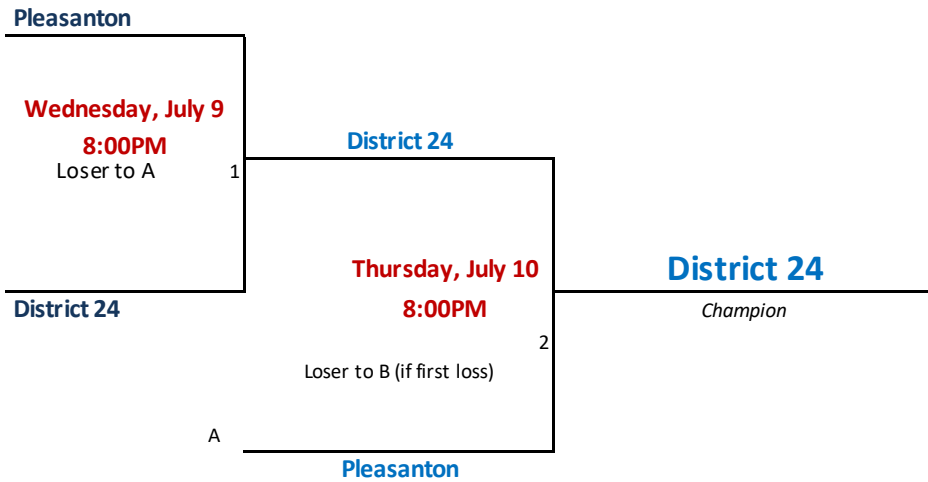 Pleasanton
Wednesday, July 9
8:00PM
Loser to A
1
District 24
District 24
Thursday, July 10
8:00PM
2
Loser to B (if first loss)
A
Pleasanton
District 24
Champion